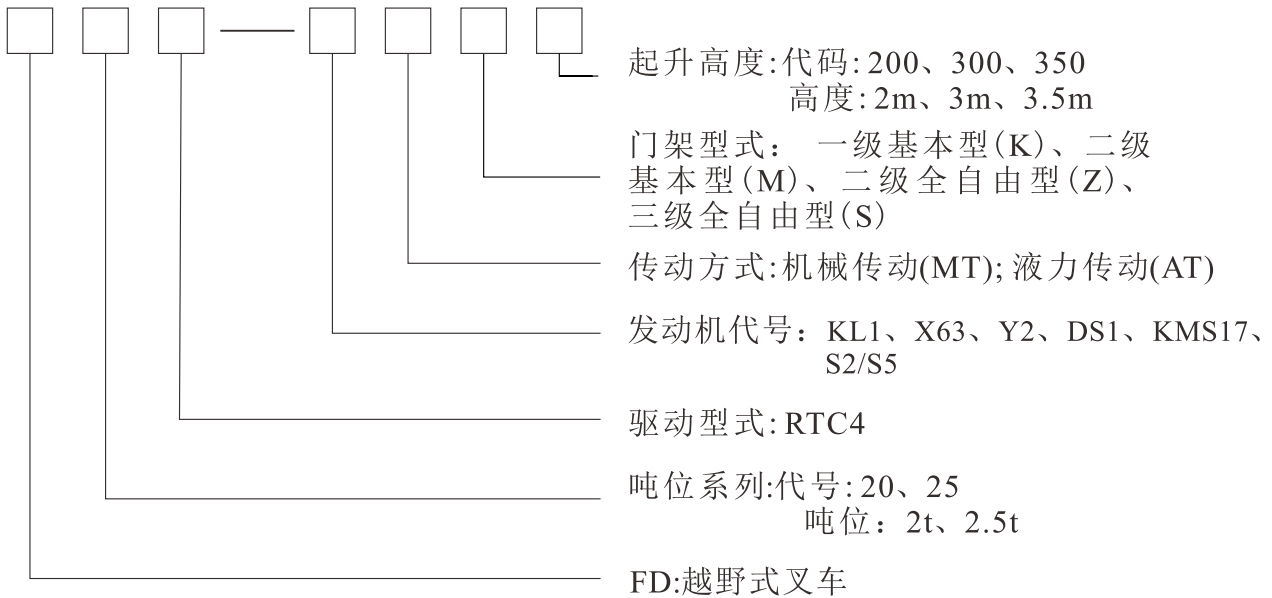 起升高度:代码: 200、300、350
高度: 2m、3m、3.5m
门架型式： 一级基本型(K)、二级
基本型(M)、二级全自由型(Z)、
三级全自由型(S)
传动方式:机械传动(MT); 液力传动(AT)
发动机代号： KL1、X63、Y2、DS1、KMS17、
S2/S5
驱动型式: RTC4
吨位系列:代号: 20、25
吨位： 2t、2.5t
FD:越野式叉车